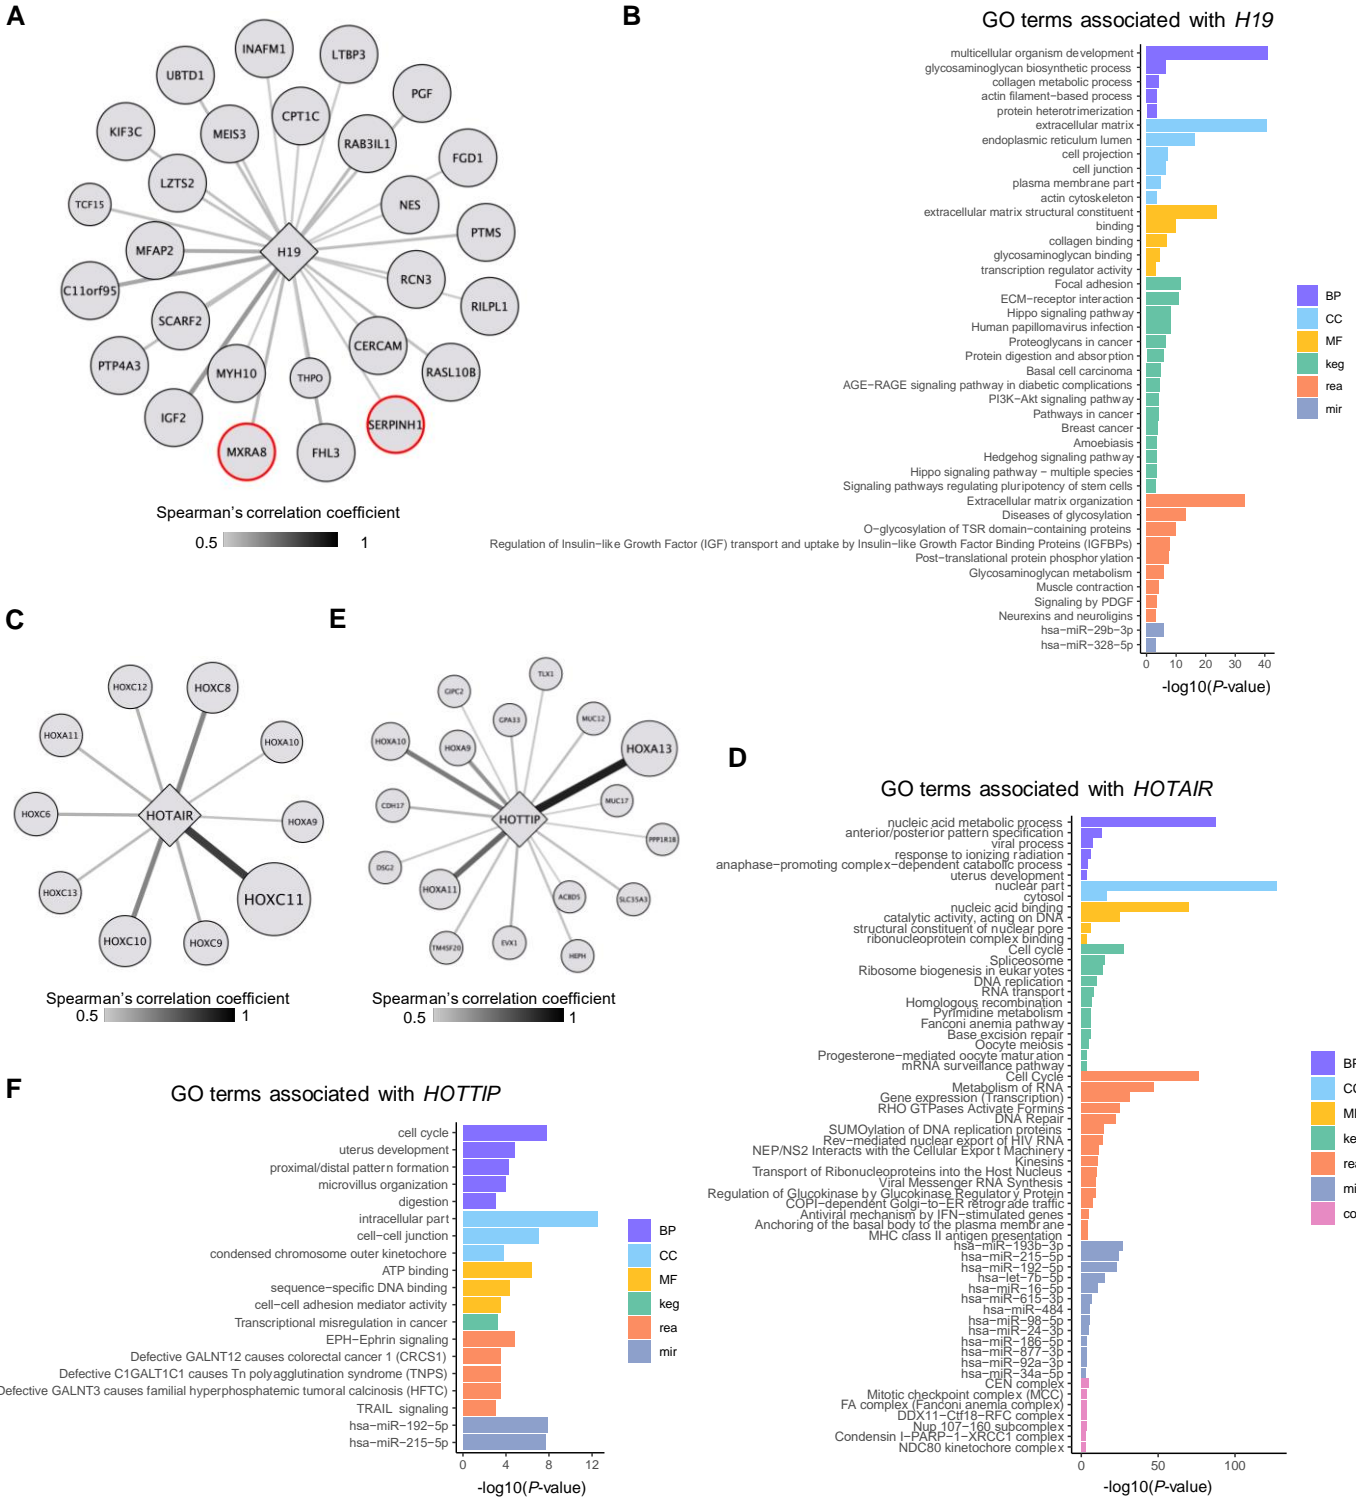 A
INAFM1
LTBP3
UBTD1
PGF
CPT1C
KIF3C
MEIS3
RAB3IL1
FGD1
LZTS2
TCF15
NES
PTMS
MFAP2
H19
RCN3
C11orf95
RILPL1
SCARF2
CERCAM
PTP4A3
MYH10
THPO
RASL10B
IGF2
SERPINH1
MXRA8
FHL3
Spearman's correlation coefficient
0.5
1
B
GO terms associated with H19
multicellular organism development
glycosaminoglycan biosynthetic process
collagen metabolic process
actin filament−based process
protein heterotrimerization
extracellular matrix
endoplasmic reticulum lumen
cell projection
cell junction
plasma membrane part
actin cytoskeleton
extracellular matrix structural constituent
binding
collagen binding
glycosaminoglycan binding
transcription regulator activity
Focal adhesion
ECM−receptor interaction
Hippo signaling pathway
Human papillomavirus infection
Proteoglycans in cancer
Protein digestion and absorption
Basal cell carcinoma
AGE−RAGE signaling pathway in diabetic complications
PI3K−Akt signaling pathway
Pathways in cancer
Breast cancer
Amoebiasis
Hedgehog signaling pathway
Hippo signaling pathway − multiple species
Signaling pathways regulating pluripotency of stem cells
Extracellular matrix organization
Diseases of glycosylation
O−glycosylation of TSR domain−containing proteins
Regulation of Insulin−like Growth Factor (IGF) transport and uptake by Insulin−like Growth Factor Binding Proteins (IGFBPs)
Post−translational protein phosphorylation
Glycosaminoglycan metabolism
Muscle contraction
Signaling by PDGF
Neurexins and neuroligins
hsa−miR−29b−3p
hsa−miR−328−5p
0 10 20 30 40
-log10(P-value)
BP
CC
MF
keg
rea
mir
C
HOXC12
HOXC8
HOXA11
HOXA10
HOXC6
HOTAIR
HOXA9
HOXC13
HOXC11
HOXC10
HOXC9
Spearman's correlation coefficient
0.5
1
E
TLX1
GIPC2
GPA33
MUC12
HOXA10
HOXA9
HOXA13
CDH17
MUC17
HOTTIP
PPP1R1B
DSG2
HOXA11
ACBD5
SLC35A3
TM4SF20
EVX1
HEPH
Spearman's correlation coefficient
0.5
1
D
GO terms associated with HOTAIR
nucleic acid metabolic process
anterior/posterior pattern specification
viral process
response to ionizing radiation
anaphase−promoting complex−dependent catabolic process
uterus development
nuclear part
cytosol
nucleic acid binding
catalytic activity, acting on DNA
structural constituent of nuclear pore
ribonucleoprotein complex binding
Cell cycle
Spliceosome
Ribosome biogenesis in eukaryotes
DNA replication
RNA transport
Homologous recombination
Pyrimidine metabolism
Fanconi anemia pathway
Base excision repair
Oocyte meiosis
Progesterone−mediated oocyte maturation
mRNA surveillance pathway
Cell Cycle
Metabolism of RNA
Gene expression (Transcription)
RHO GTPases Activate Formins
DNA Repair
SUMOylation of DNA replication proteins
Rev−mediated nuclear export of HIV RNA
NEP/NS2 Interacts with the Cellular Export Machinery
Kinesins
Transport of Ribonucleoproteins into the Host Nucleus
Viral Messenger RNA Synthesis
Regulation of Glucokinase by Glucokinase Regulatory Protein
COPI−dependent Golgi−to−ER retrograde traffic
Antiviral mechanism by IFN−stimulated genes
Anchoring of the basal body to the plasma membrane
MHC class II antigen presentation
hsa−miR−193b−3p
hsa−miR−215−5p
hsa−miR−192−5p
hsa−let−7b−5p
hsa−miR−16−5p
hsa−miR−615−3p
hsa−miR−484
hsa−miR−98−5p
hsa−miR−24−3p
hsa−miR−186−5p
hsa−miR−877−3p
hsa−miR−92a−3p
hsa−miR−34a−5p
CEN complex
Mitotic checkpoint complex (MCC)
FA complex (Fanconi anemia complex)
DDX11−Ctf18−RFC complex
Nup 107−160 subcomplex
Condensin I−PARP−1−XRCC1 complex
NDC80 kinetochore complex
0 50 100
-log10(P-value)
F
GO terms associated with HOTTIP
cell cycle
uterus development
proximal/distal pattern formation
microvillus organization
digestion
intracellular part
cell−cell junction
condensed chromosome outer kinetochore
ATP binding
sequence−specific DNA binding
cell−cell adhesion mediator activity
Transcriptional misregulation in cancer
EPH−Ephrin signaling
Defective GALNT12 causes colorectal cancer 1 (CRCS1)
Defective C1GALT1C1 causes Tn polyagglutination syndrome (TNPS)
Defective GALNT3 causes familial hyperphosphatemic tumoral calcinosis (HFTC)
TRAIL signaling
hsa−miR−192−5p
hsa−miR−215−5p
0 4 8 12
-log10(P-value)
BP
CC
MF
keg
rea
mir